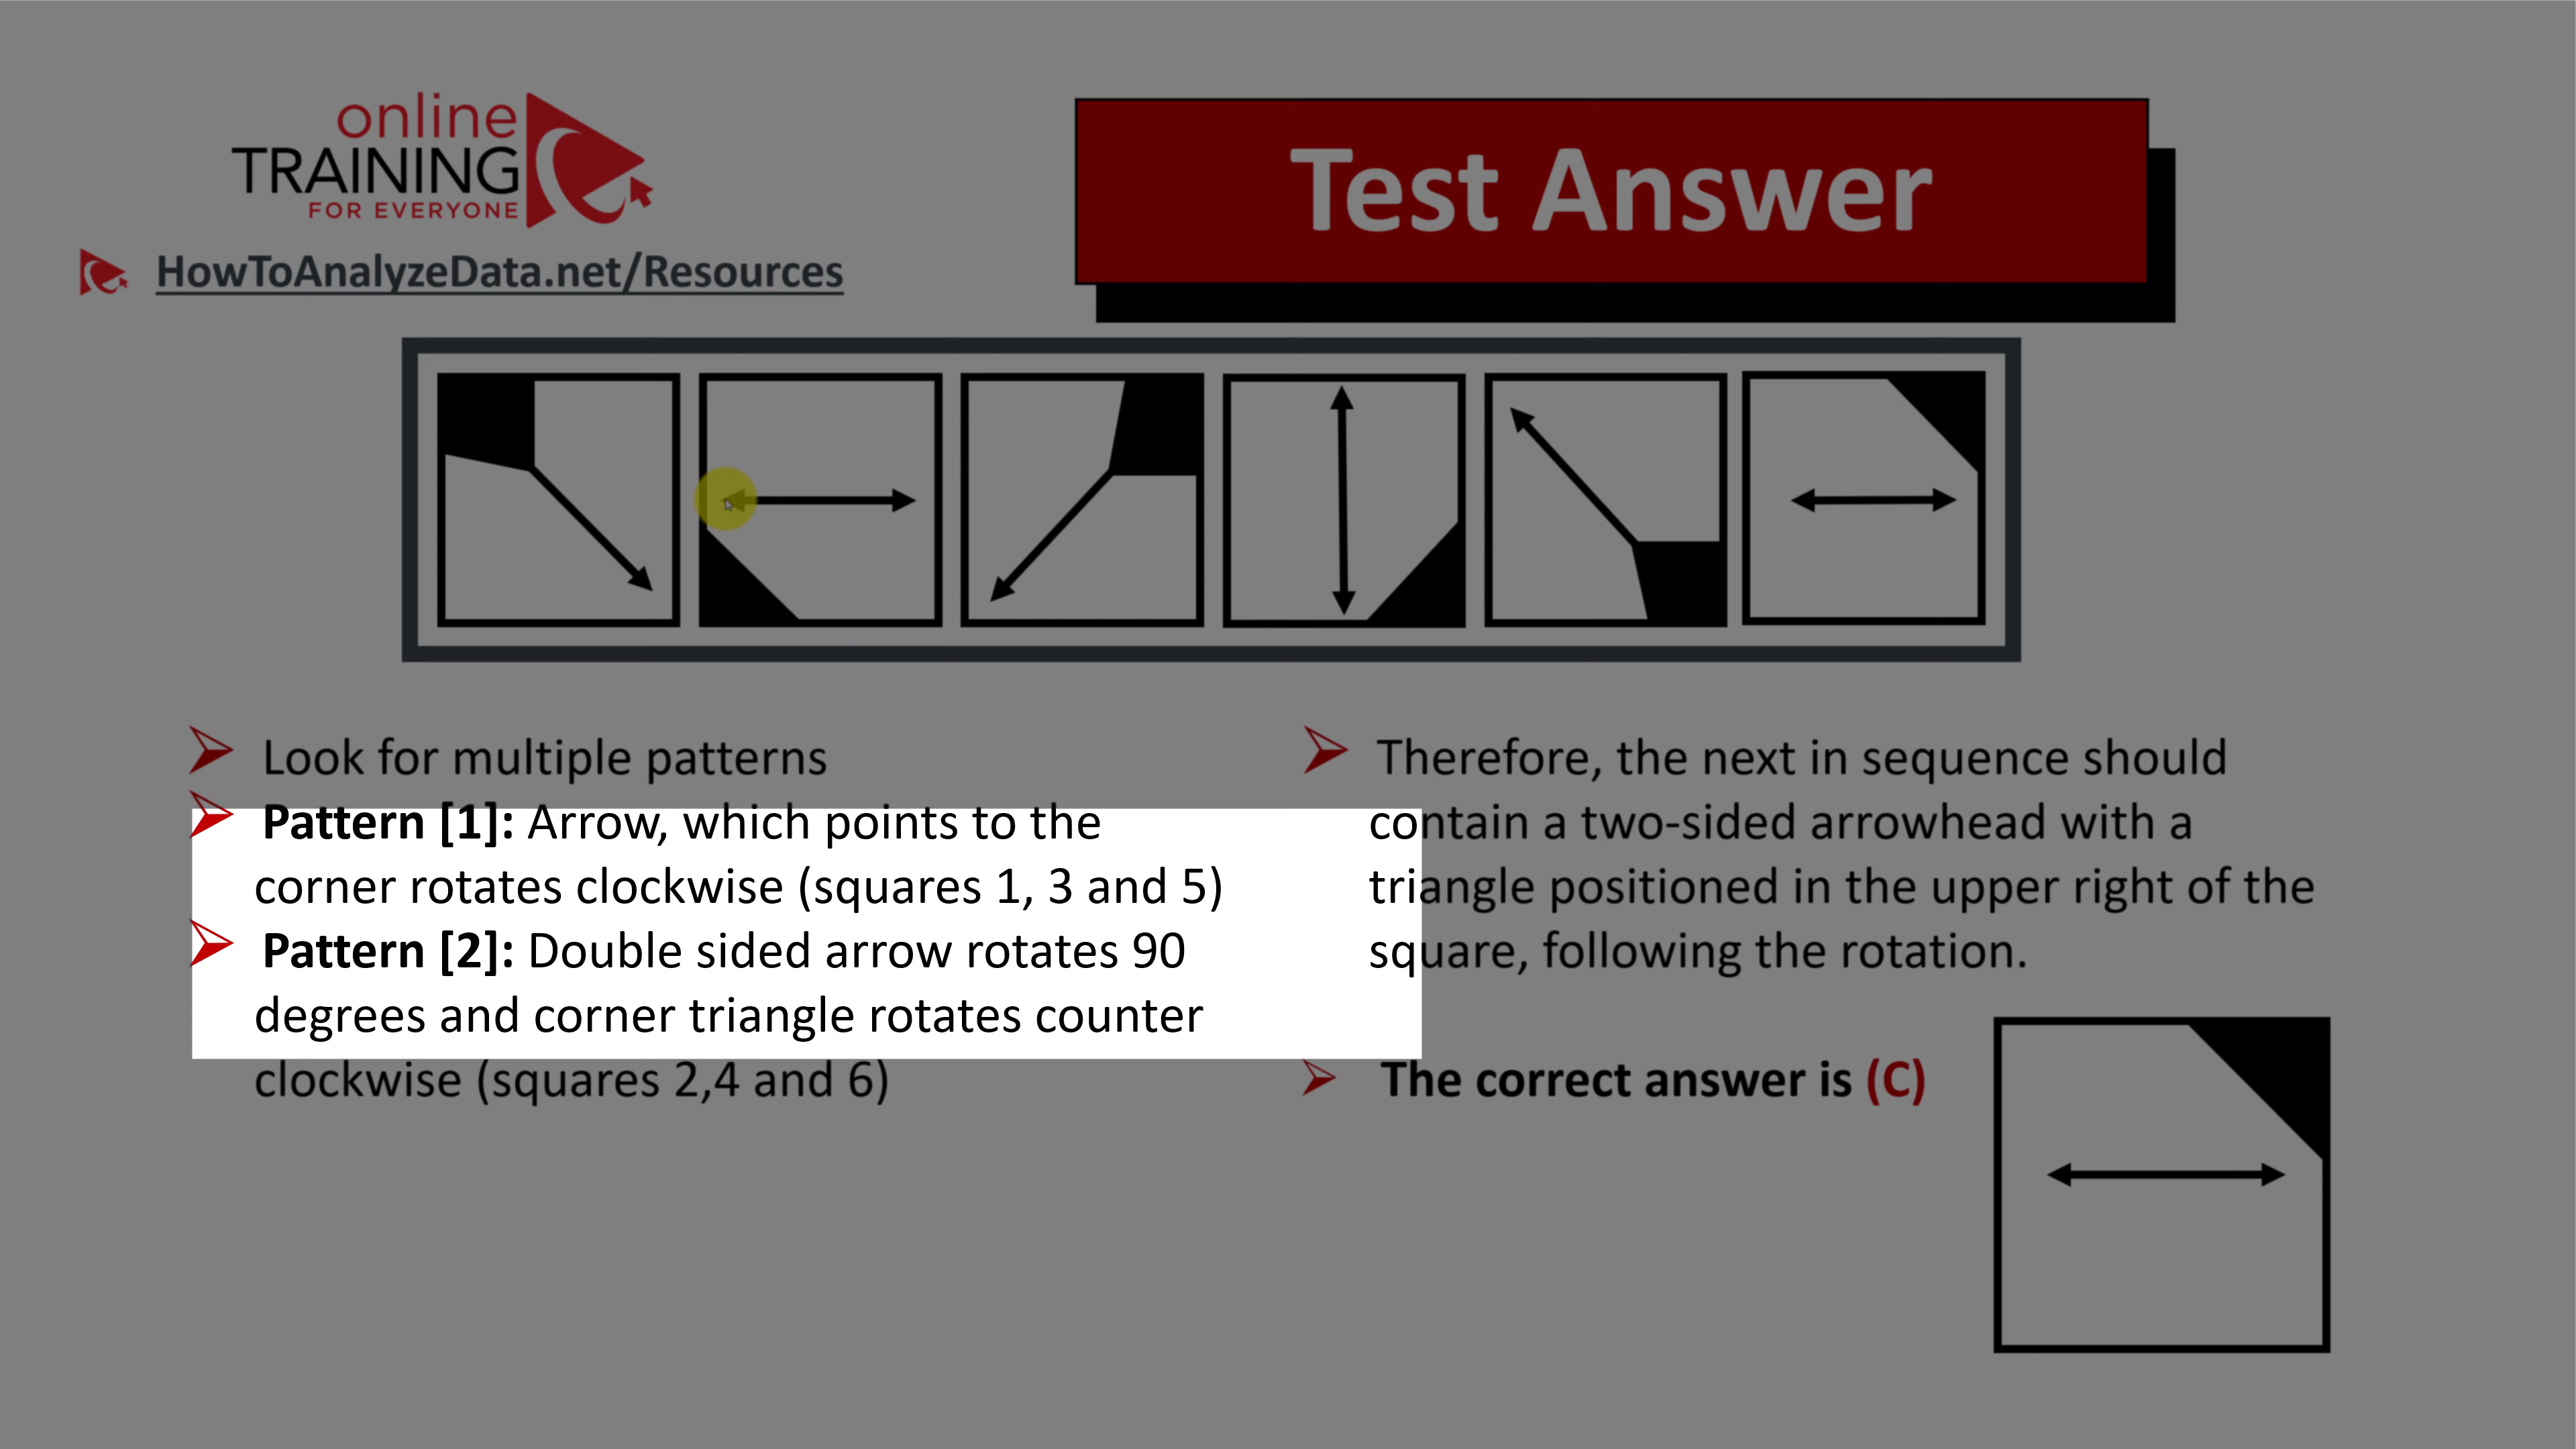 online
TRAINING
FOR EVERYONE
HowToAnalyzeData.net/Resources
Test Answer
Look for multiple patterns
Pattern [1]: Arrow, which points to the
corner rotates clockwise (squares 1, 3 and 5)
Pattern [2]: Double sided arrow rotates 90
degrees and corner triangle rotates counter
clockwise (squares 2,4 and 6)
Therefore, the next in sequence should
contain a two-sided arrowhead with a
triangle positioned in the upper right of the
square, following the rotation.
The correct answer is (C)